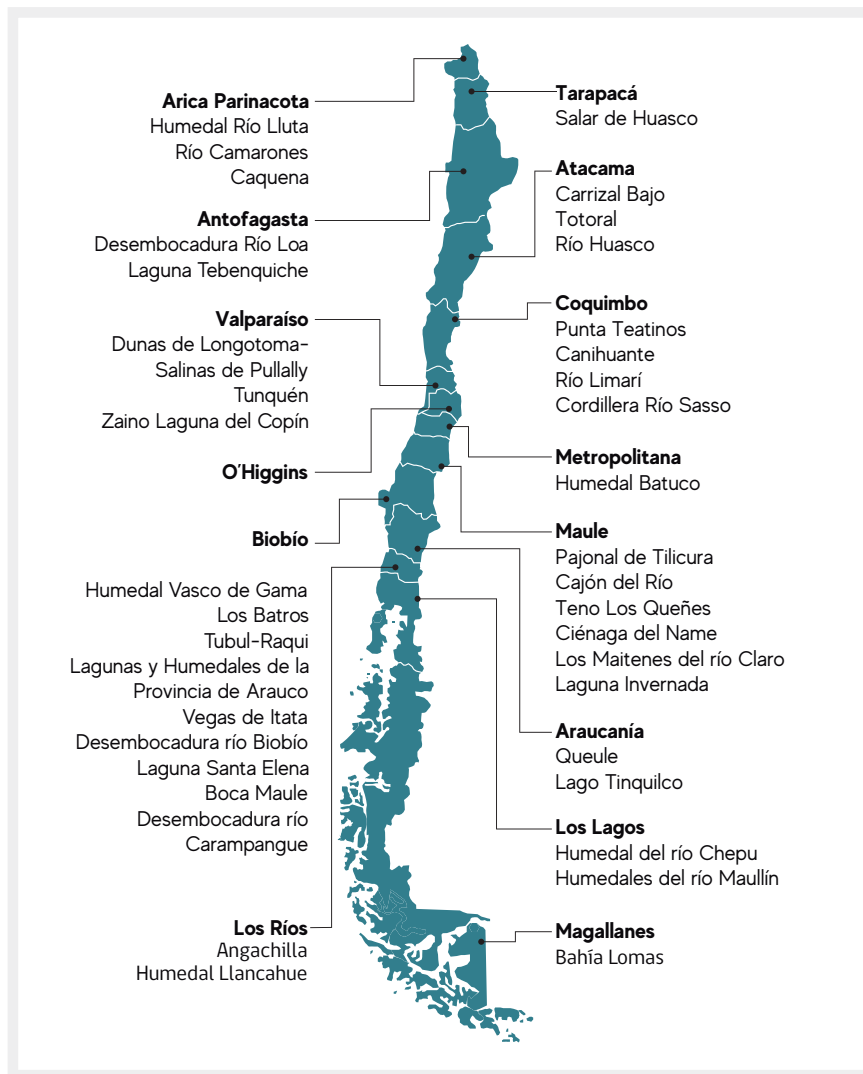 Arica Parinacota
Humedal Río Lluta
Río Camarones
Caquena
Antofagasta
Desembocadura Río Loa
Laguna Tebenquiche
Valparaíso
Dunas de Longotoma-
Salinas de Pullally
Tunquén
Zaino Laguna del Copín
O'Higgins
Biobío
Humedal Vasco de Gama
Los Batros
Tubul-Raqui
Lagunas y Humedales de la
Provincia de Arauco
Vegas de Itata
Desembocadura río Biobío
Laguna Santa Elena
Boca Maule
Desembocadura río
Carampangue
Los Ríos
Angachilla
Humedal Llancahue
Tarapacá
Salar de Huasco
Atacama
Carrizal Bajo
Totoral
Río Huasco
Coquimbo
Punta Teatinos
Canihuante
Río Limarí
Cordillera Río Sasso
Metropolitana
Humedal Batuco
Maule
Pajonal de Tilicura
Cajón del Río
Teno Los Queñes
Ciénaga del Name
Los Maitenes del río Claro
Laguna Invernada
Araucanía
Queule
Lago Tinquilco
Los Lagos
Humedal del río Chepu
Humedales del río Maullín
Magallanes
Bahía Lomas